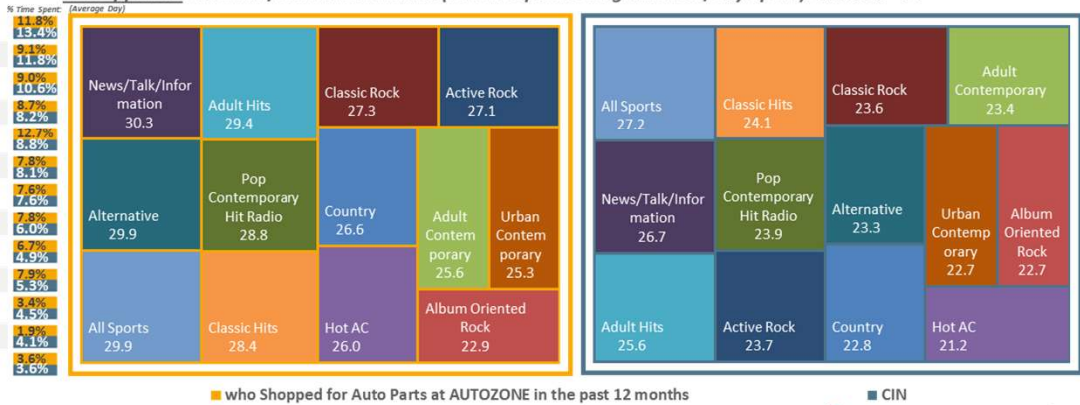 % Time Spent: (Average Day)
11.8%
13.4%
9.1%
11.8%
9.0%
10.6%
8.7%
8.2%
12.7%
8.8%
7.8%
8.1%
7.6%
7.6%
7.8%
6.0%
6.7%
4.9%
7.9%
5.3%
3.4%
4.5%
1.9%
4.1%
3.6%
3.6%
News/Talk/Infor
mation
30.3
Adult Hits
29.4
Classic Rock
27.3
Active Rock
27.1
Alternative
29.9
Pop
Contemporary
Hit Radio
28.8
Country
26.6
Adult
Contem
porary
25.6
Urban
Contem
porary
25.3
All Sports
29.9
Classic Hits
28.4
Hot AC
26.0
Album Oriented
Rock
22.9
All Sports
27.2
Classic Hits
24.1
Classic Rock
23.6
Adult
Contemporary
23.4
News/Talk/Infor
mation
26.7
Pop
Contemporary
Hit Radio
23.9
Alternative
23.3
Urban
Contemp
orary
22.7
Album
Oriented
Rock
22.7
Adult Hits
25.6
Active Rock
23.7
Country
22.8
Hot AC
21.2
who Shopped for Auto Parts at AUTOZONE in the past 12 months
CIN